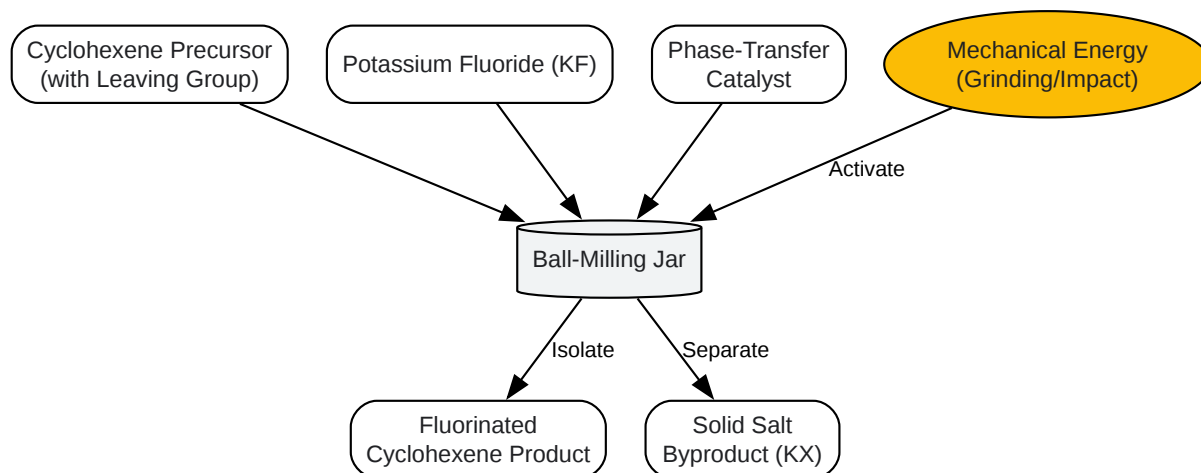 Cyclohexene Precursor
(with Leaving Group)
Potassium Fluoride (KF)
Phase-Transfer
Catalyst
Mechanical Energy
(Grinding/Impact)
Activate
Ball-Milling Jar
Isolate
Separate
Fluorinated
Cyclohexene Product
Solid Salt
Byproduct (KX)